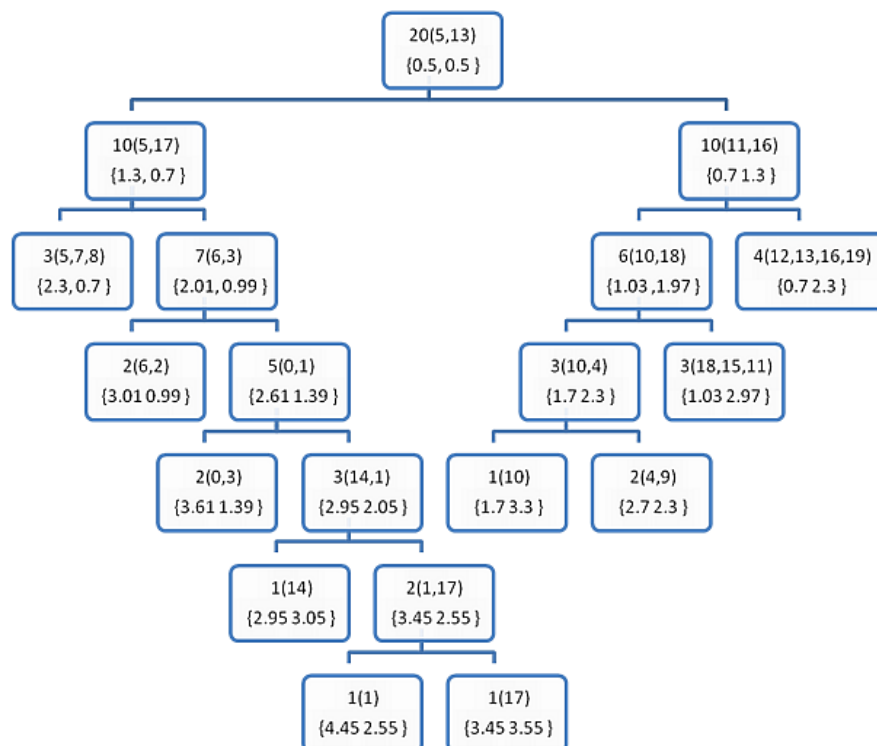 20(5,13)
{0.5, 0.5 }
10(5,17)
{1.3, 0.7 }
10(11,16)
{0.7 1.3 }
3(5,7,8)
{2.3, 0.7 }
7(6,3)
{2.01, 0.99 }
6(10,18)
{1.03 ,1.97 }
4(12,13,16,19)
{0.7 2.3 }
2(6,2)
{3.01 0.99 }
5(0,1)
{2.61 1.39 }
3(10,4)
{1.7 2.3 }
3(18,15,11)
{1.03 2.97 }
2(0,3)
{3.61 1.39 }
3(14,1)
{2.95 2.05 }
1(10)
{1.7 3.3 }
2(4,9)
{2.7 2.3 }
1(14)
{2.95 3.05 }
2(1,17)
{3.45 2.55 }
1(1)
{4.45 2.55 }
1(17)
{3.45 3.55 }